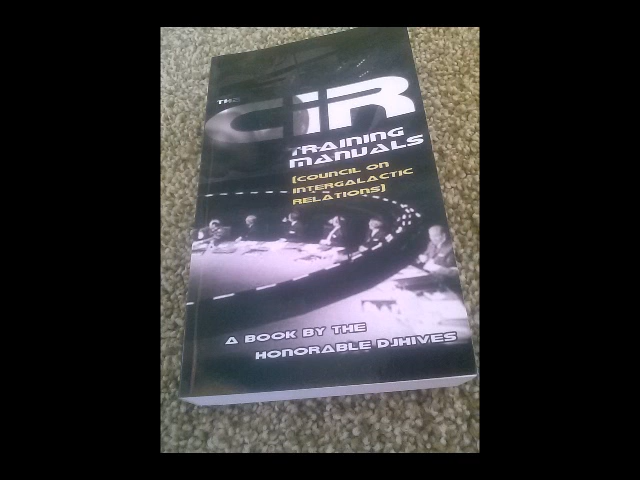 THE
CIR
TRAINING
MANUALS
(COUNCIL ON
INTERGALACTIC
RELATIONS)
A BOOK BY THE
HONORABLE DJHIVES